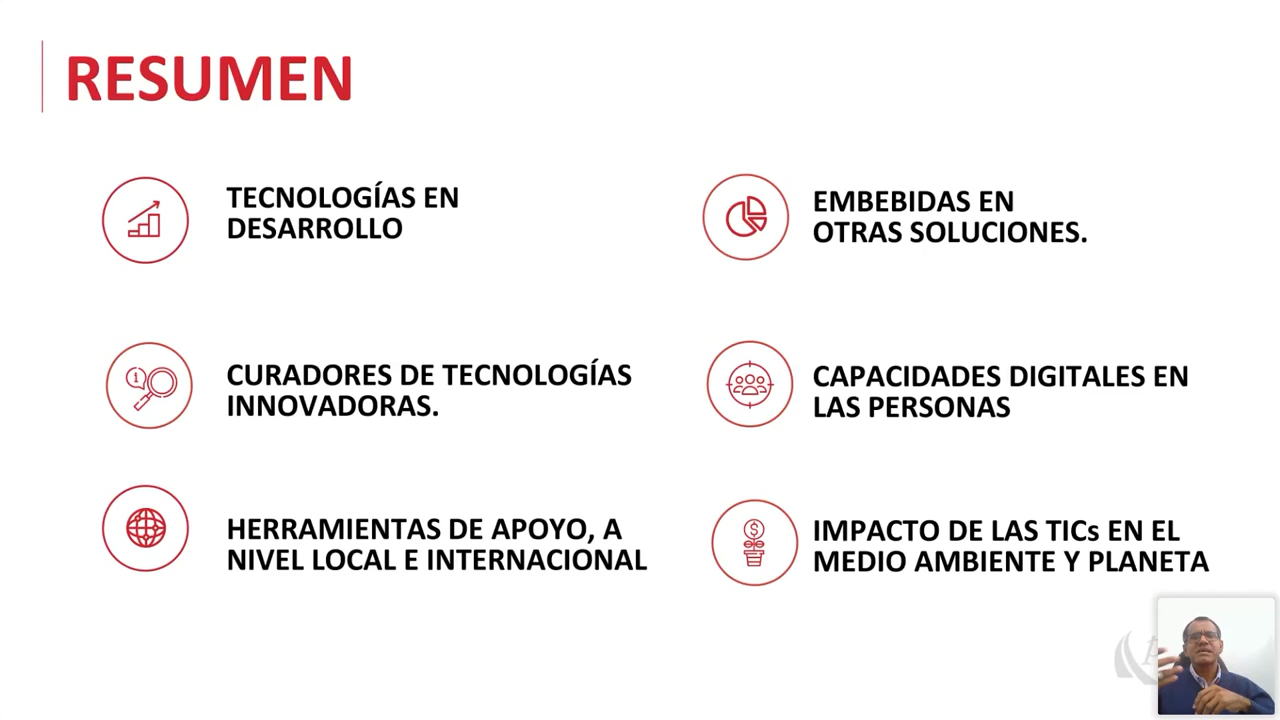 RESUMEN
TECNOLOGÍAS EN
DESARROLLO
EMBEBIDAS EN
OTRAS SOLUCIONES.
CURADORES DE TECNOLOGÍAS
INNOVADORAS.
CAPACIDADES DIGITALES EN
LAS PERSONAS
HERRAMIENTAS DE APOYO, A
NIVEL LOCAL E INTERNACIONAL
IMPACTO DE LAS TICs EN EL
MEDIO AMBIENTE Y PLANETA